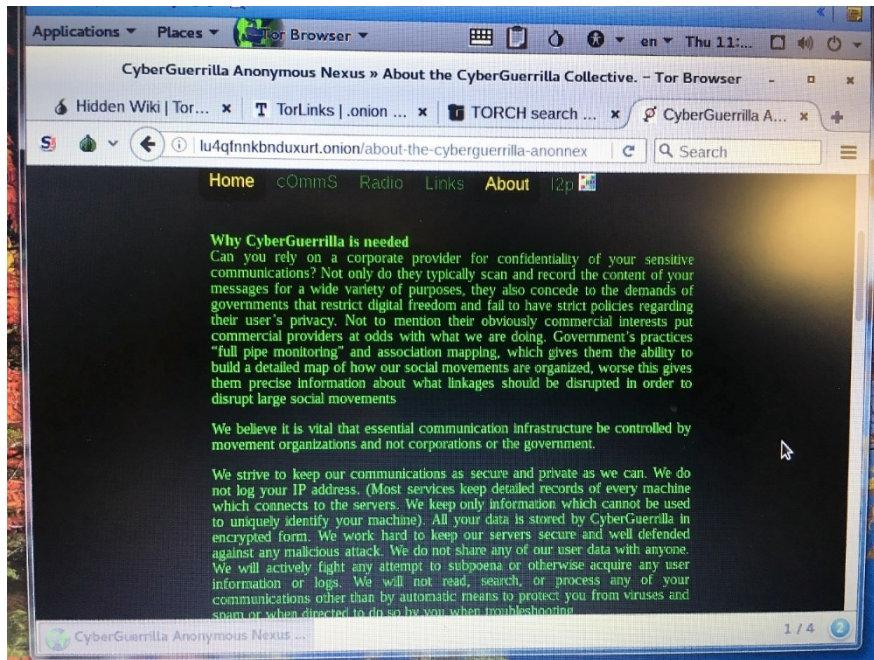 Applications Places Tor Browser en Thu 11:...
CyberGuerrilla Anonymous Nexus » About the CyberGuerrilla Collective. – Tor Browser
Hidden Wiki | Tor... TorLinks | .onion ... TORCH search ... CyberGuerrilla A...
lu4qfnnkbnduxurt.onion/about-the-cyberguerrilla-anonnex Search
Home cOmmS Radio Links About I2p
Why CyberGuerrilla is needed
Can you rely on a corporate provider for confidentiality of your sensitive
communications? Not only do they typically scan and record the content of your
messages for a wide variety of purposes, they also concede to the demands of
governments that restrict digital freedom and fail to have strict policies regarding
their user's privacy. Not to mention their obviously commercial interests put
commercial providers at odds with what we are doing. Government's practices
"full pipe monitoring" and association mapping, which gives them the ability to
build a detailed map of how our social movements are organized, worse this gives
them precise information about what linkages should be disrupted in order to
disrupt large social movements
We believe it is vital that essential communication infrastructure be controlled by
movement organizations and not corporations or the government.
We strive to keep our communications as secure and private as we can. We do
not log your IP address. (Most services keep detailed records of every machine
which connects to the servers. We keep only information which cannot be used
to uniquely identify your machine). All your data is stored by CyberGuerrilla in
encrypted form. We work hard to keep our servers secure and well defended
against any malicious attack. We do not share any of our user data with anyone.
We will actively fight any attempt to subpoena or otherwise acquire any user
information or logs. We will not read, search, or process any of your
communications other than by automatic means to protect you from viruses and
spam or when directed to do so by you when troubleshooting
CyberGuerrilla Anonymous Nexus ... 1 / 4 2